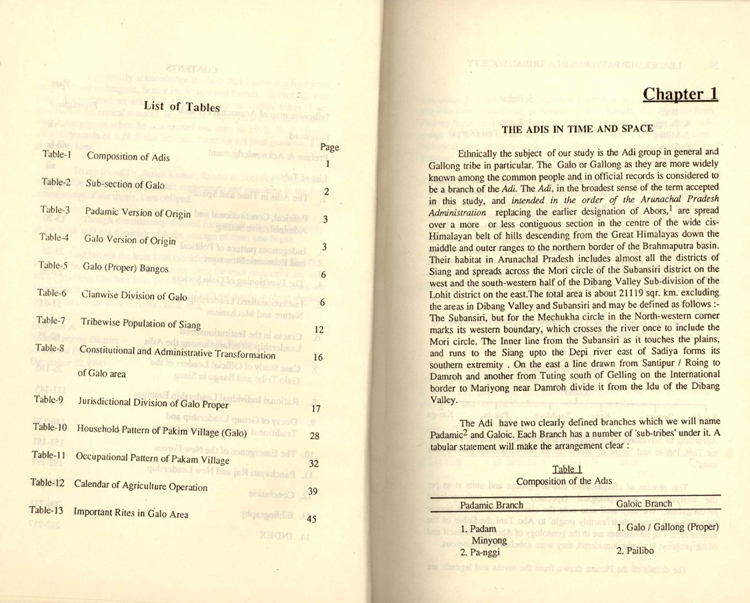 List of Tables
Page
Table-1 Composition of Adis 1
Table-2 Sub-section of Galo 2
Table-3 Padamic Version of Origin 3
Table-4 Galo Version of Origin 3
Table-5 Galo (Proper) Bangos 6
Table-6 Clanwise Division of Galo 6
Table-7 Tribewise Population of Siang 12
Table-8 Constitutional and Administrative Transformation 16
of Galo area
Table-9 Jurisdictional Division of Galo Proper 17
Table-10 Household Pattern of Pakim Village (Galo) 28
Table-11 Occupational Pattern of Pakam Village 32
Table-12 Calendar of Agriculture Operation 39
Table-13 Important Rites in Galo Area 45
Chapter 1
THE ADIS IN TIME AND SPACE
Ethnically the subject of our study is the Adi group in general and
Gallong tribe in particular. The Galo or Gallong as they are more widely
known among the common people and in official records is considered to
be a branch of the Adi. The Adi, in the broadest sense of the term accepted
in this study, and intended in the order of the Arunachal Pradesh
Administration replacing the earlier designation of Abors,1 are spread
over a more or less contiguous section in the centre of the wide cis-
Himalayan belt of hills descending from the Great Himalayas down the
middle and outer ranges to the northern border of the Brahmaputra basin.
Their habitat in Arunachal Pradesh includes almost all the districts of
Siang and spreads across the Mori circle of the Subansiri district on the
west and the south-western half of the Dibang Valley Sub-division of the
Lohit district on the east.The total area is about 21119 sqr. km. excluding
the areas in Dibang Valley and Subansiri and may be defined as follows :-
The Subansiri, but for the Mechukha circle in the North-western corner
marks its western boundary, which crosses the river once to include the
Mori circle. The Inner line from the Subansiri as it touches the plains,
and runs to the Siang upto the Depi river east of Sadiya forms its
southern extremity . On the east a line drawn from Santipur / Roing to
Damroh and another from Tuting south of Gelling on the International
border to Mariyong near Damroh divide it from the Idu of the Dibang
Valley.
The Adi have two clearly defined branches which we will name
Padamic2 and Galoic. Each Branch has a number of 'sub-tribes' under it. A
tabular statement will make the arrangement clear :
Table 1
Composition of the Adis
Padamic Branch Galoic Branch
1. Padam 1. Galo / Gallong (Proper)
Minyong
2. Pa-nggi 2. Pailibo